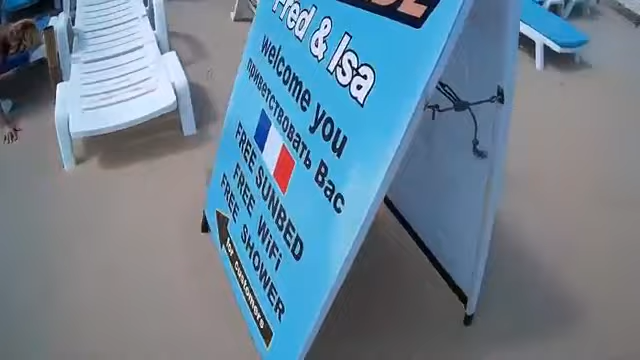 Fred & Isa
welcome you
приветствовать Вас
FREE SUNBED
FREE WiFi
FREE SHOWER
for customers